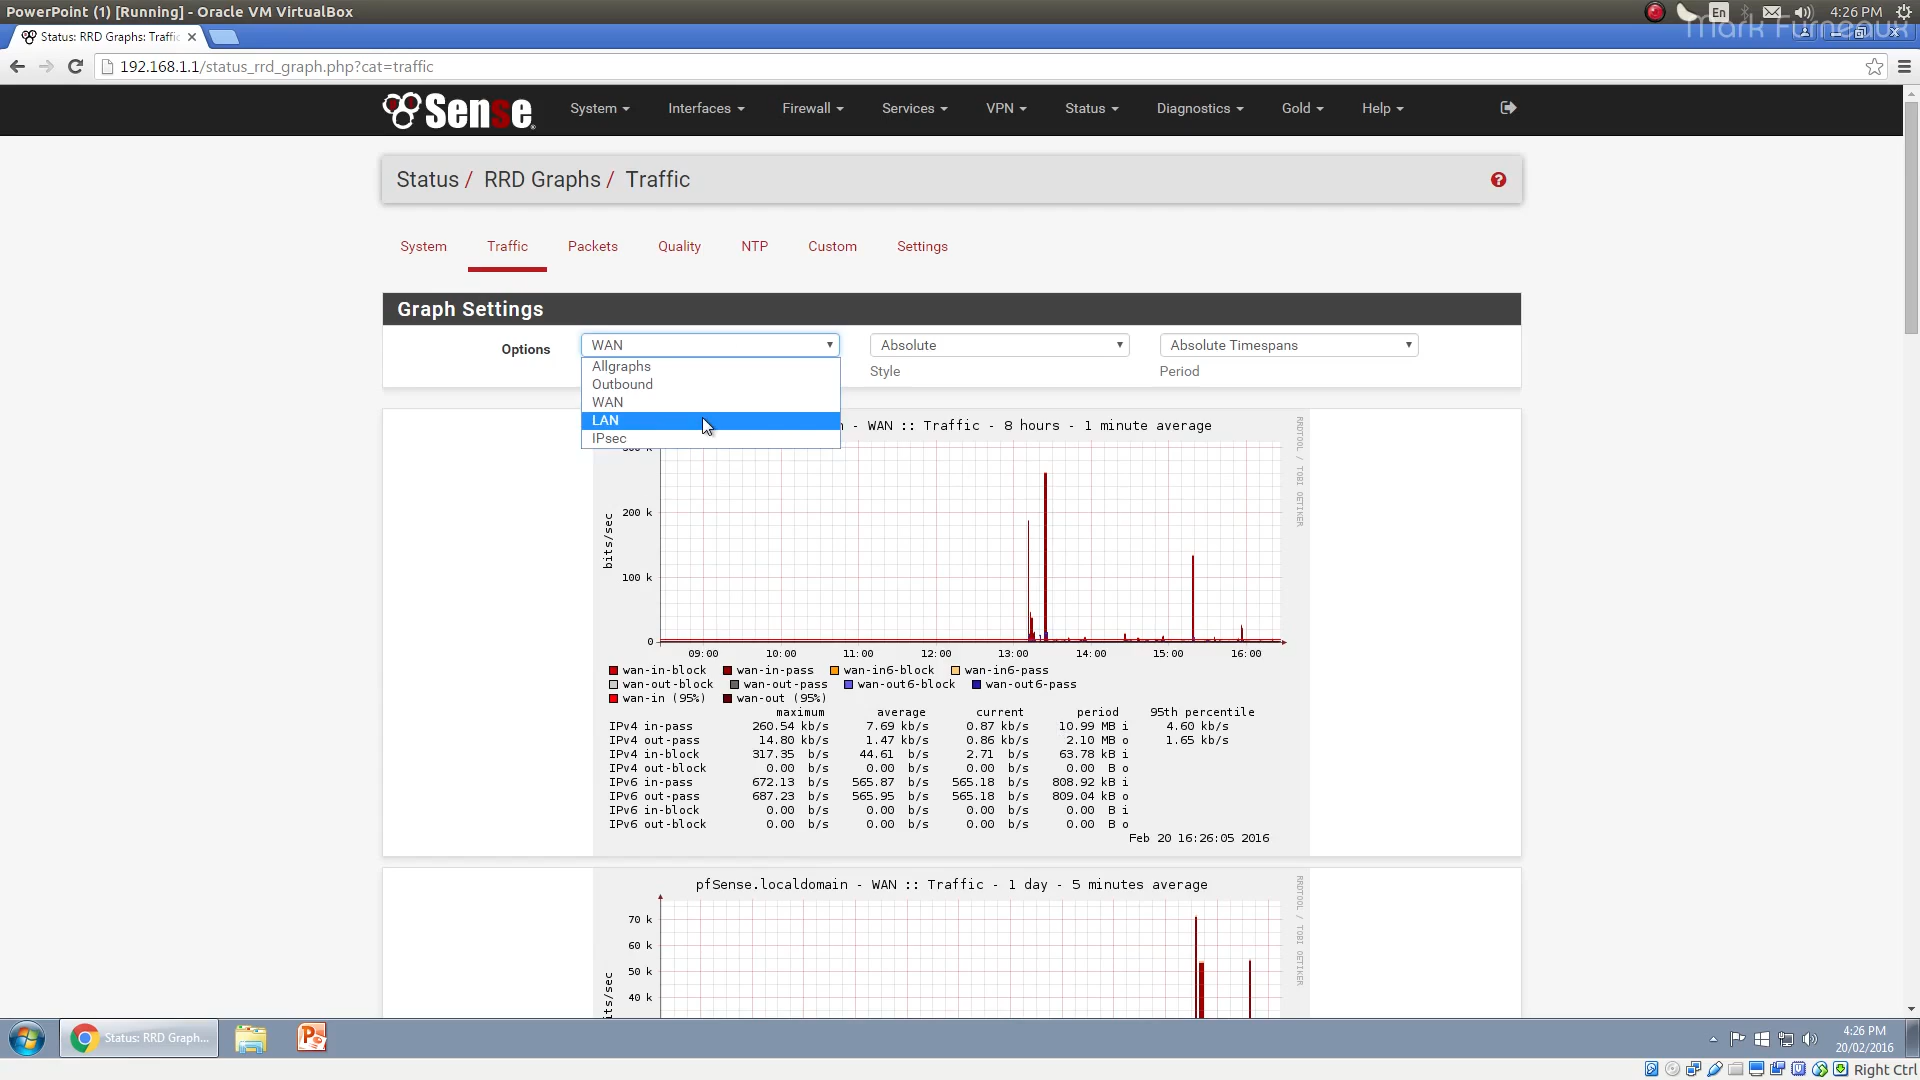 PowerPoint (1) [Running] - Oracle VM VirtualBox
En
4:26 PM
Mark Furneaux
Status: RRD Graphs: Traffic
192.168.1.1/status_rrd_graph.php?cat=traffic
Sense
System
Interfaces
Firewall
Services
VPN
Status
Diagnostics
Gold
Help
Status / RRD Graphs / Traffic
System
Traffic
Packets
Quality
NTP
Custom
Settings
Graph Settings
Options
WAN
Absolute
Absolute Timespans
Style
Period
Allgraphs
Outbound
WAN
LAN
IPsec
- WAN :: Traffic - 8 hours - 1 minute average
RRDTOOL / TOBI OETIKER
bits/sec
200 k
100 k
0
09:00 10:00 11:00 12:00 13:00 14:00 15:00 16:00
wan-in-block wan-in-pass wan-in6-block wan-in6-pass
wan-out-block wan-out-pass wan-out6-block wan-out6-pass
wan-in (95%) wan-out (95%)
maximum average current period 95th percentile
IPv4 in-pass 260.54 kb/s 7.69 kb/s 0.87 kb/s 10.99 MB i 4.60 kb/s
IPv4 out-pass 14.80 kb/s 1.47 kb/s 0.86 kb/s 2.10 MB o 1.65 kb/s
IPv4 in-block 317.35 b/s 44.61 b/s 2.71 b/s 63.78 kB i
IPv4 out-block 0.00 b/s 0.00 b/s 0.00 b/s 0.00 B o
IPv6 in-pass 672.13 b/s 565.87 b/s 565.18 b/s 808.92 kB i
IPv6 out-pass 687.23 b/s 565.95 b/s 565.18 b/s 809.04 kB o
IPv6 in-block 0.00 b/s 0.00 b/s 0.00 b/s 0.00 B i
IPv6 out-block 0.00 b/s 0.00 b/s 0.00 b/s 0.00 B o
Feb 20 16:26:05 2016
pfSense.localdomain - WAN :: Traffic - 1 day - 5 minutes average
RRDTOOL / TOBI OETIKER
70 k
60 k
50 k
40 k
Status: RRD Graph...
4:26 PM
20/02/2016
Right Ctrl